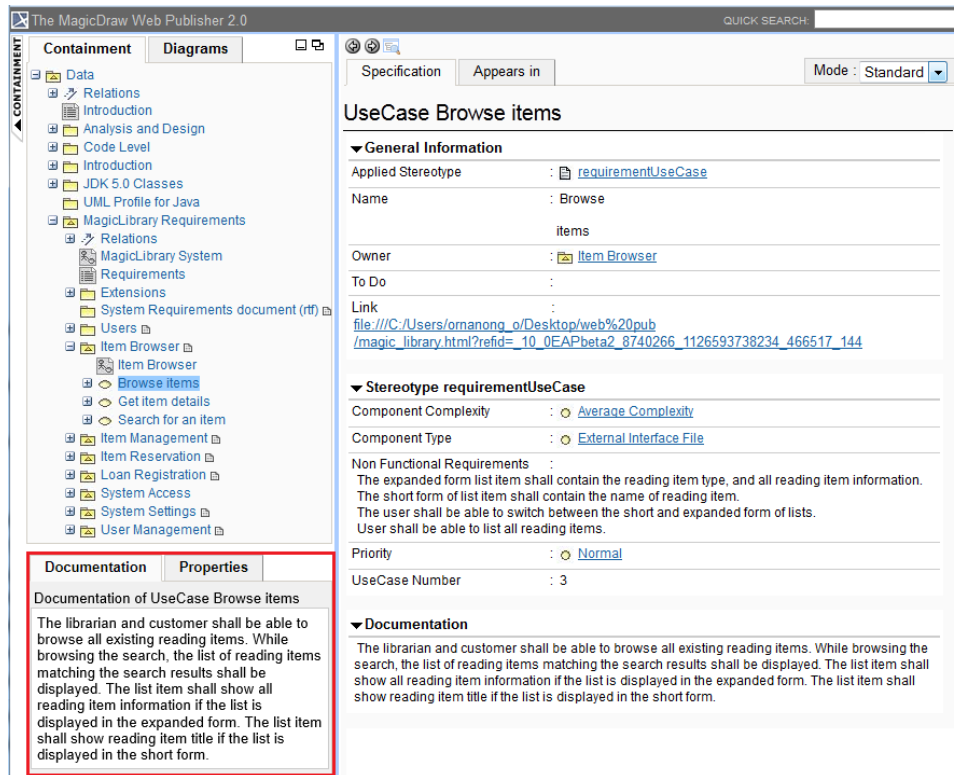 The MagicDraw Web Publisher 2.0
QUICK SEARCH:
CONTAINMENT
Containment
Diagrams
Data
Relations
Introduction
Analysis and Design
Code Level
Introduction
JDK 5.0 Classes
UML Profile for Java
MagicLibrary Requirements
Relations
MagicLibrary System
Requirements
Extensions
System Requirements document (rtf)
Users
Item Browser
Item Browser
Browse items
Get item details
Search for an item
Item Management
Item Reservation
Loan Registration
System Access
System Settings
User Management
Documentation
Properties
Documentation of UseCase Browse items
The librarian and customer shall be able to
browse all existing reading items. While
browsing the search, the list of reading items
matching the search results shall be
displayed. The list item shall show all
reading item information if the list is
displayed in the expanded form. The list item
shall show reading item title if the list is
displayed in the short form.
Specification
Appears in
Mode : Standard
UseCase Browse items
General Information
Applied Stereotype : requirementUseCase
Name : Browse
items
Owner : Item Browser
To Do :
Link :
file:///C:/Users/ornanong_o/Desktop/web%20pub
/magic_library.html?refid=_10_0EAPbeta2_8740266_1126593738234_466517_144
Stereotype requirementUseCase
Component Complexity : Average Complexity
Component Type : External Interface File
Non Functional Requirements :
The expanded form list item shall contain the reading item type, and all reading item information.
The short form of list item shall contain the name of reading item.
The user shall be able to switch between the short and expanded form of lists.
User shall be able to list all reading items.
Priority : Normal
UseCase Number : 3
Documentation
The librarian and customer shall be able to browse all existing reading items. While browsing the
search, the list of reading items matching the search results shall be displayed. The list item shall
show all reading item information if the list is displayed in the expanded form. The list item shall
show reading item title if the list is displayed in the short form.